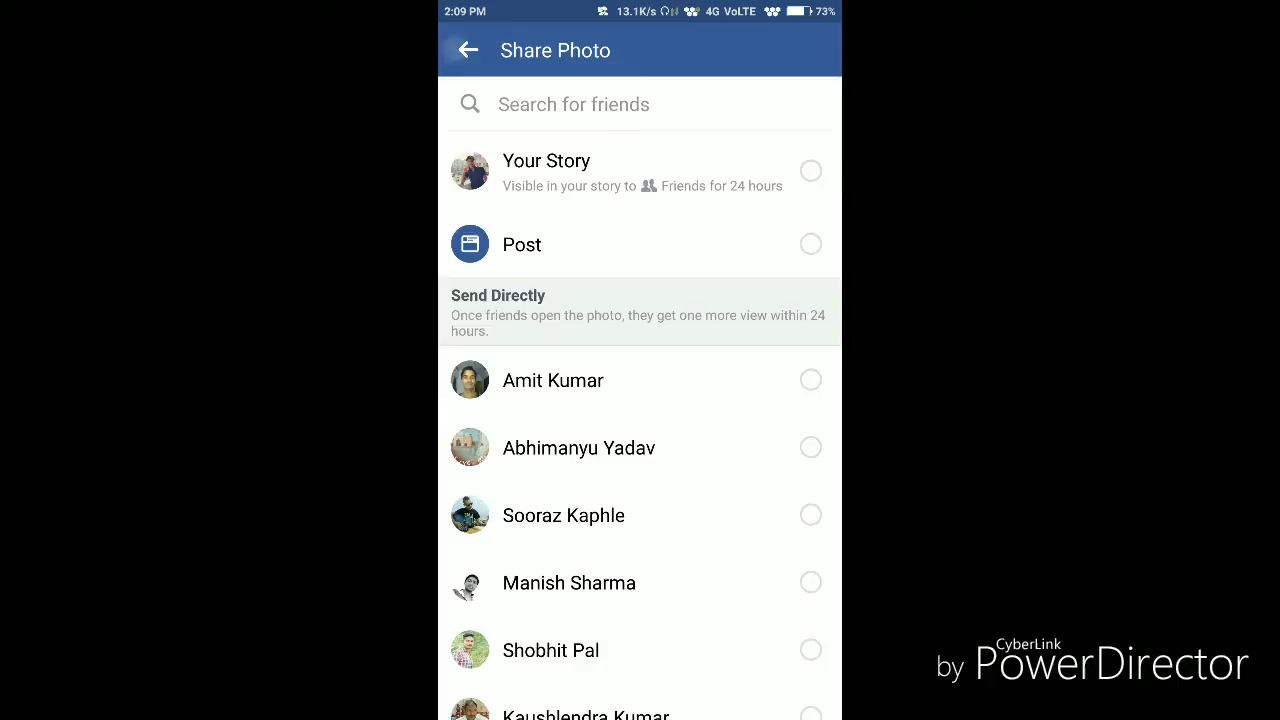 2:09 PM 13.1K/s 4G VoLTE 73%
Share Photo
Search for friends
Your Story
Visible in your story to Friends for 24 hours
Post
Send Directly
Once friends open the photo, they get one more view within 24
hours.
Amit Kumar
Abhimanyu Yadav
Sooraz Kaphle
Manish Sharma
Shobhit Pal
Kaushlendra Kumar
CyberLink
by PowerDirector